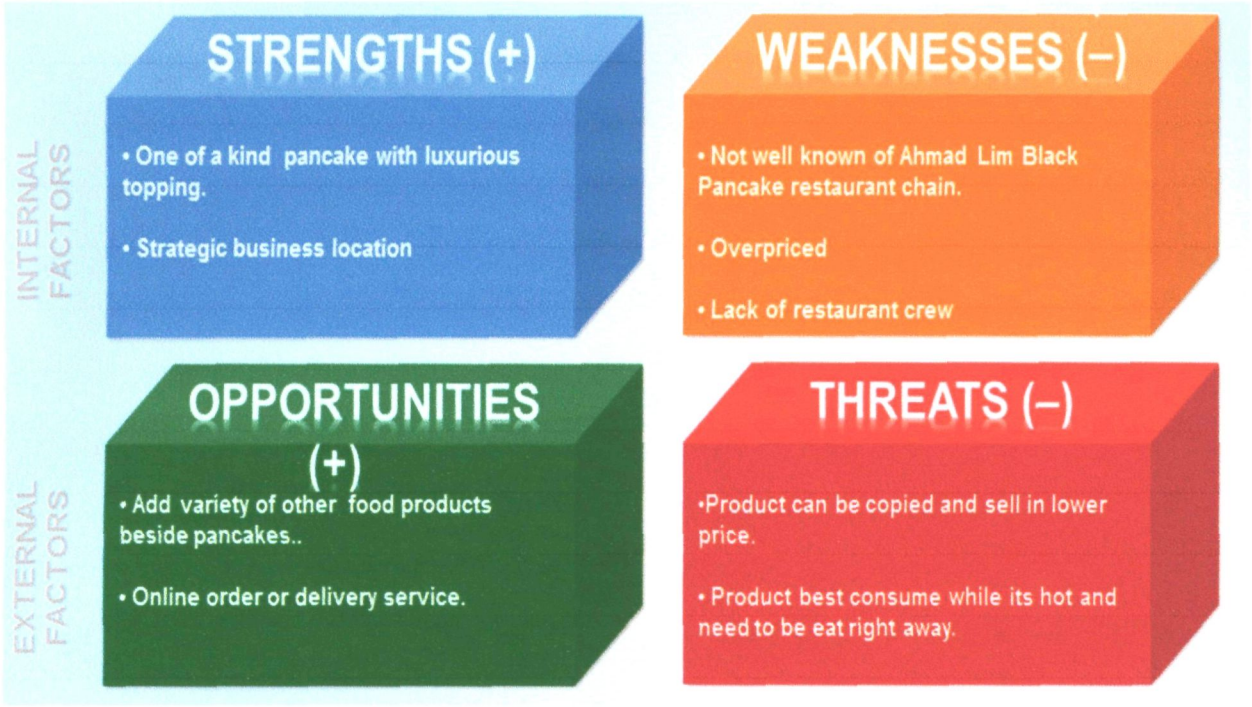 INTERNAL
FACTORS
STRENGTHS (+)
• One of a kind pancake with luxurious
topping.
• Strategic business location
WEAKNESSES (–)
• Not well known of Ahmad Lim Black
Pancake restaurant chain.
• Overpriced
• Lack of restaurant crew
EXTERNAL
FACTORS
OPPORTUNITIES
(+)
• Add variety of other food products
beside pancakes..
• Online order or delivery service.
THREATS (–)
•Product can be copied and sell in lower
price.
• Product best consume while its hot and
need to be eat right away.